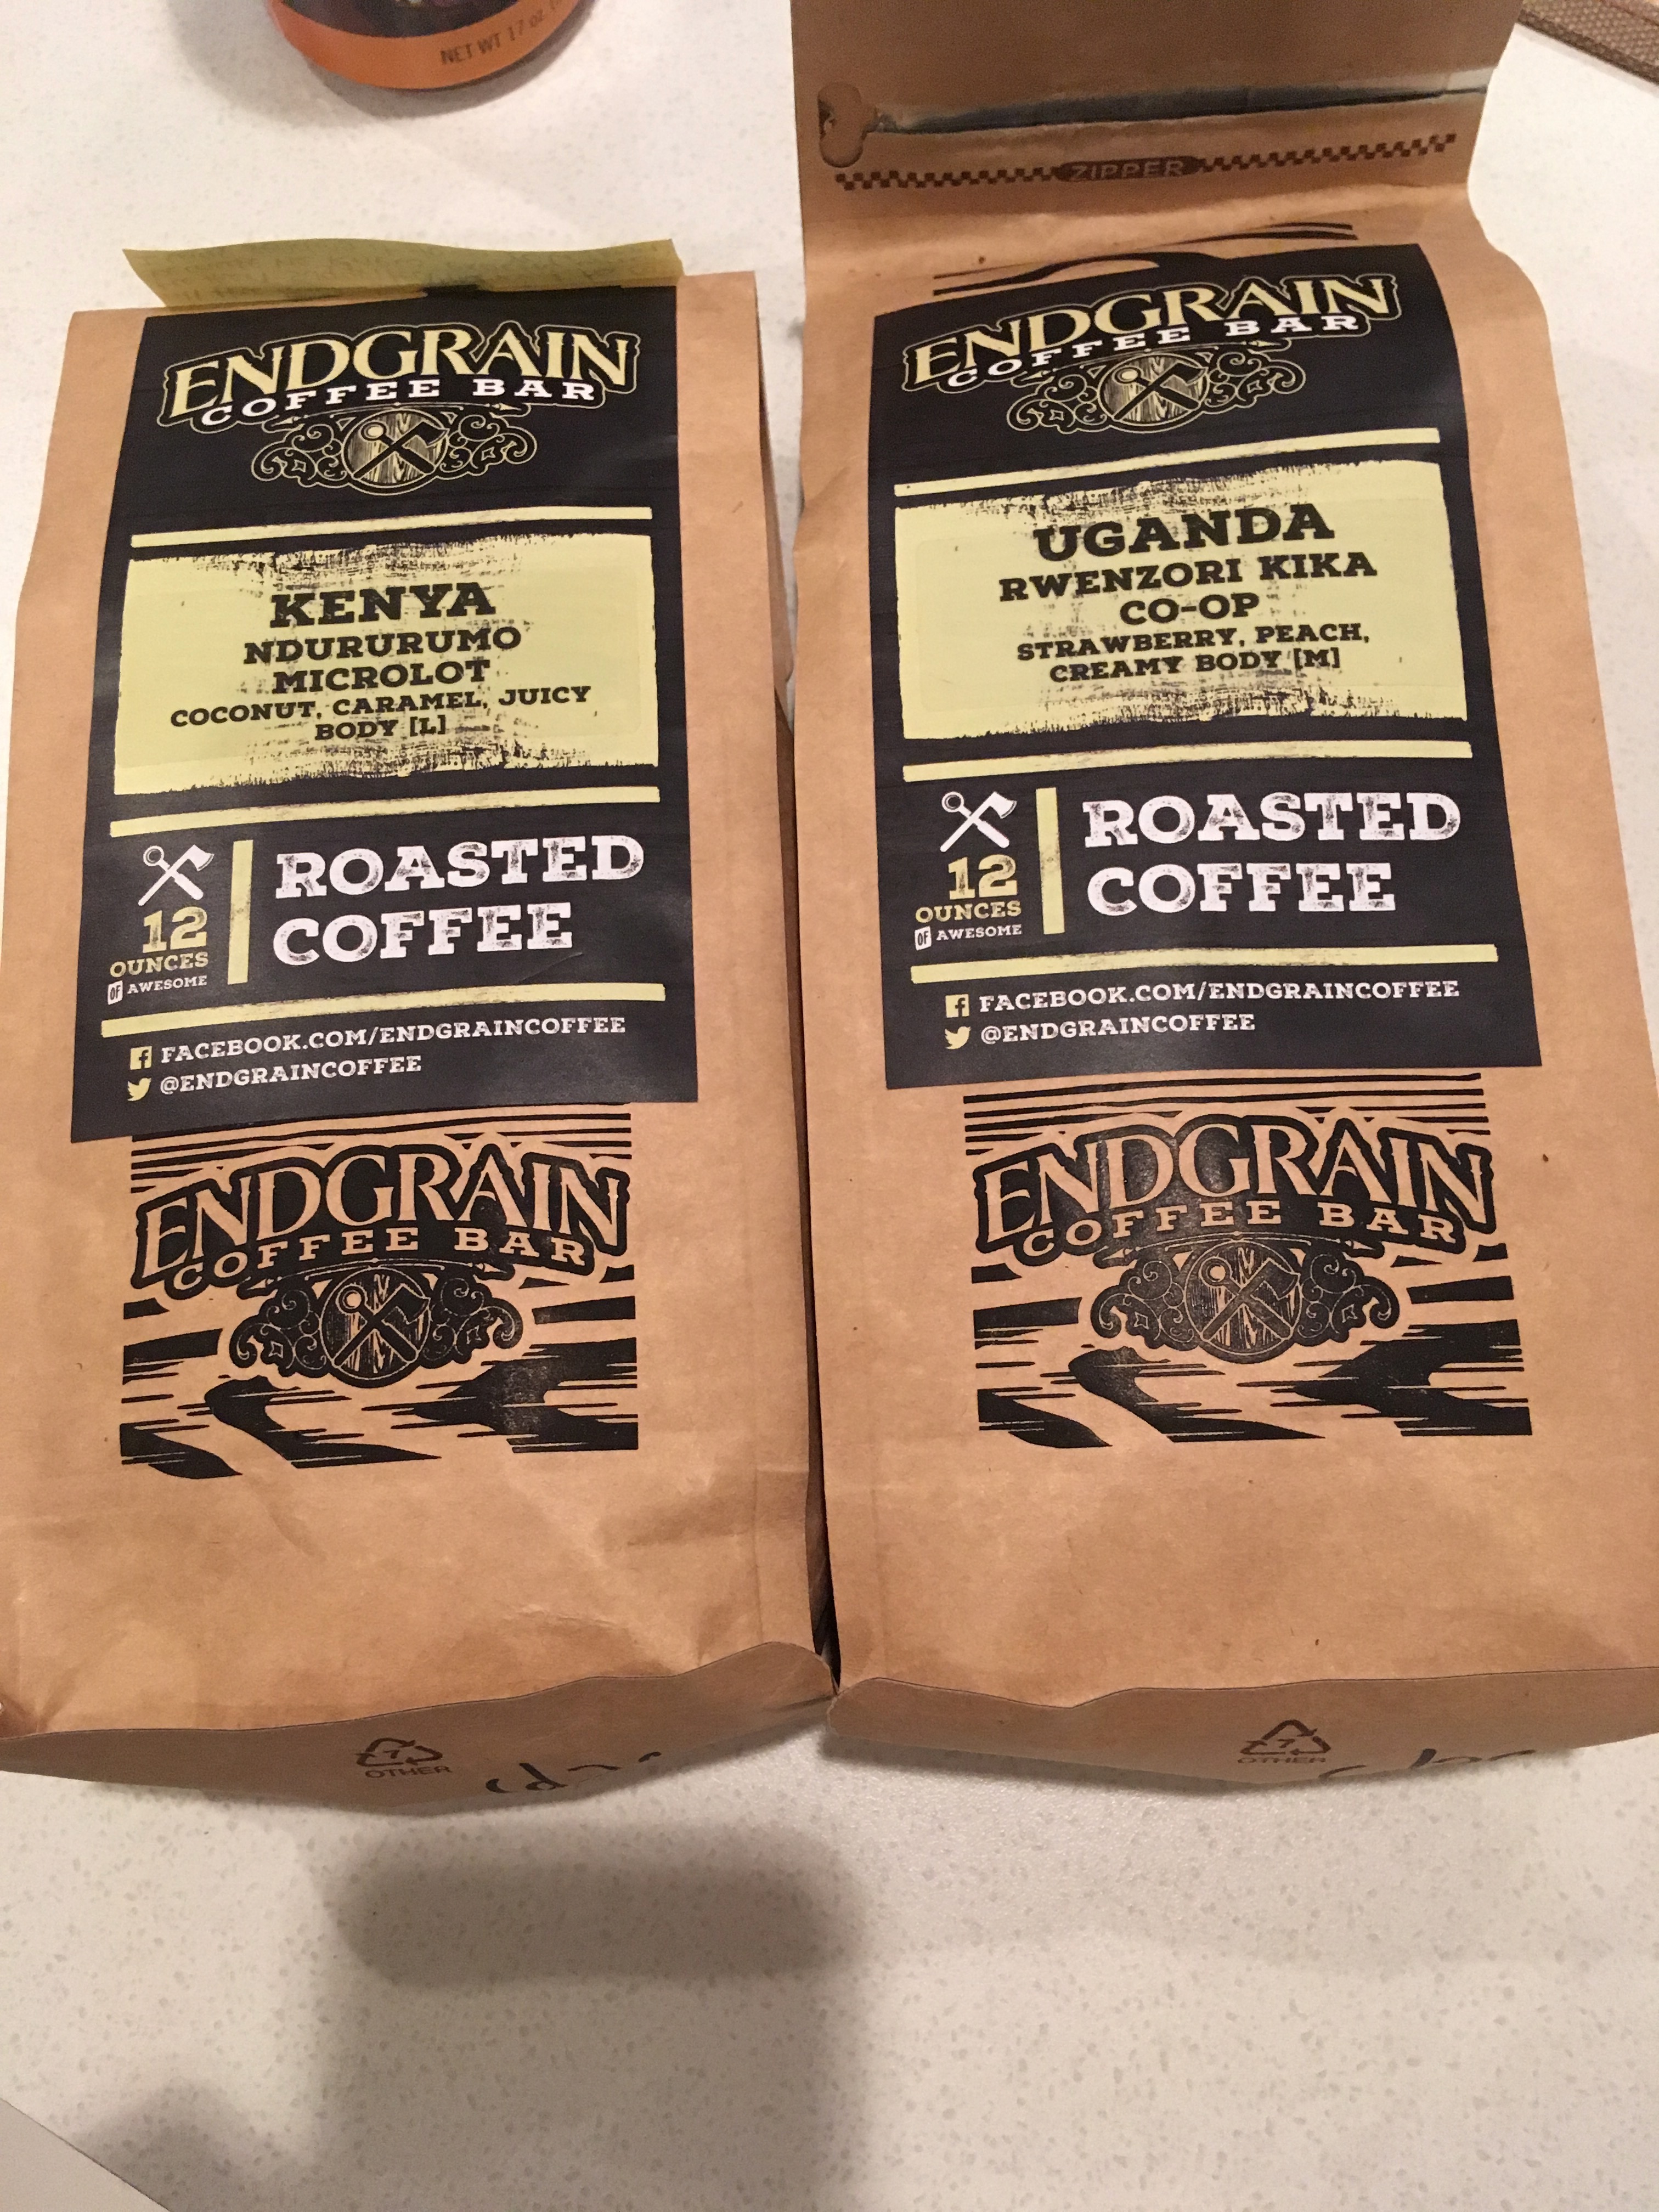 NET WT 17 oz.
ENDGRAIN
COFFEE BAR
KENYA
NDURURUMO
MICROLOT
COCONUT, CARAMEL, JUICY
BODY [L]
12
OUNCES
OF AWESOME
ROASTED
COFFEE
FACEBOOK.COM/ENDGRAINCOFFEE
@ENDGRAINCOFFEE
ENDGRAIN
COFFEE BAR
7
OTHER
ZIPPER
ENDGRAIN
COFFEE BAR
UGANDA
RWENZORI KIKA
CO-OP
STRAWBERRY, PEACH,
CREAMY BODY [M]
12
OUNCES
OF AWESOME
ROASTED
COFFEE
FACEBOOK.COM/ENDGRAINCOFFEE
@ENDGRAINCOFFEE
ENDGRAIN
COFFEE BAR
7
OTHER